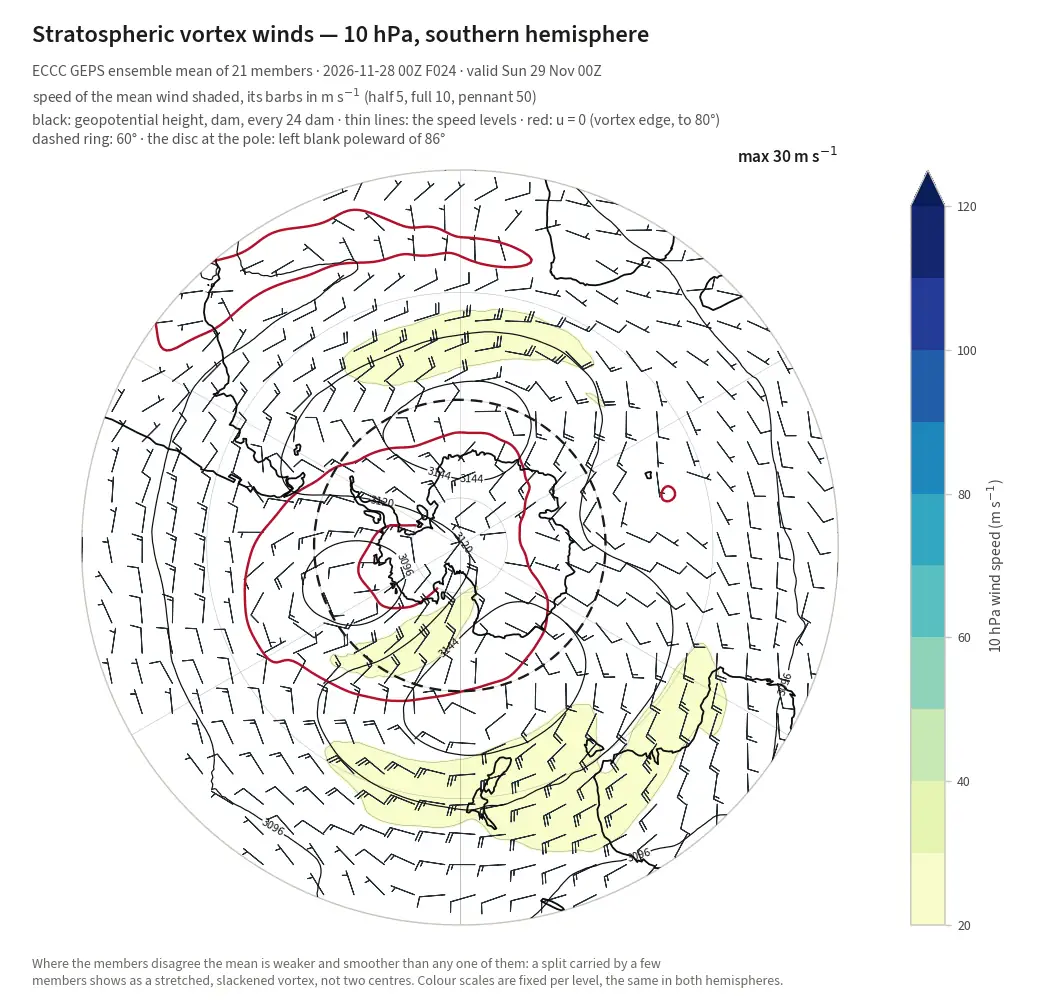 Stratospheric vortex winds — 10 hPa, southern hemisphere
ECCC GEPS ensemble mean of 21 members · 2026-11-28 00Z F024 · valid Sun 29 Nov 00Z
speed of the mean wind shaded, its barbs in m s⁻¹ (half 5, full 10, pennant 50)
black: geopotential height, dam, every 24 dam · thin lines: the speed levels · red: u = 0 (vortex edge, to 80°)
dashed ring: 60° · the disc at the pole: left blank poleward of 86°
max 30 m s⁻¹
120
100
80
60
40
20
10 hPa wind speed (m s⁻¹)
3144
3144
3120
3120
3096
3144
3096
3096
3096
Where the members disagree the mean is weaker and smoother than any one of them: a split carried by a few
members shows as a stretched, slackened vortex, not two centres. Colour scales are fixed per level, the same in both hemispheres.